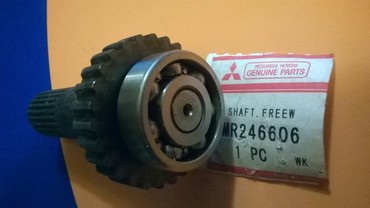 MITSUBISHI MOTORS
GENUINE PARTS
SHAFT.FREEW
MR246606
1 PC WK